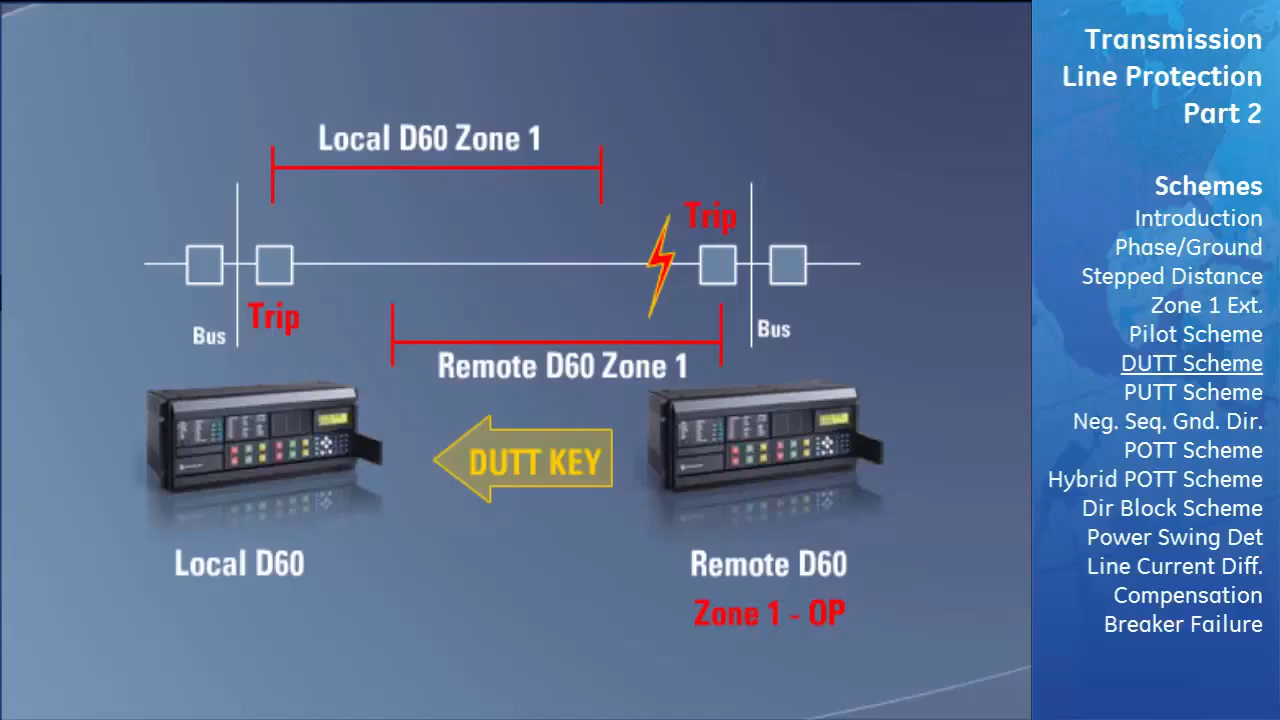 Local D60 Zone 1
Trip
Trip
Bus
Bus
Remote D60 Zone 1
DUTT KEY
Local D60
Remote D60
Zone 1 - OP
Transmission
Line Protection
Part 2
Schemes
Introduction
Phase/Ground
Stepped Distance
Zone 1 Ext.
Pilot Scheme
DUTT Scheme
PUTT Scheme
Neg. Seq. Gnd. Dir.
POTT Scheme
Hybrid POTT Scheme
Dir Block Scheme
Power Swing Det
Line Current Diff.
Compensation
Breaker Failure